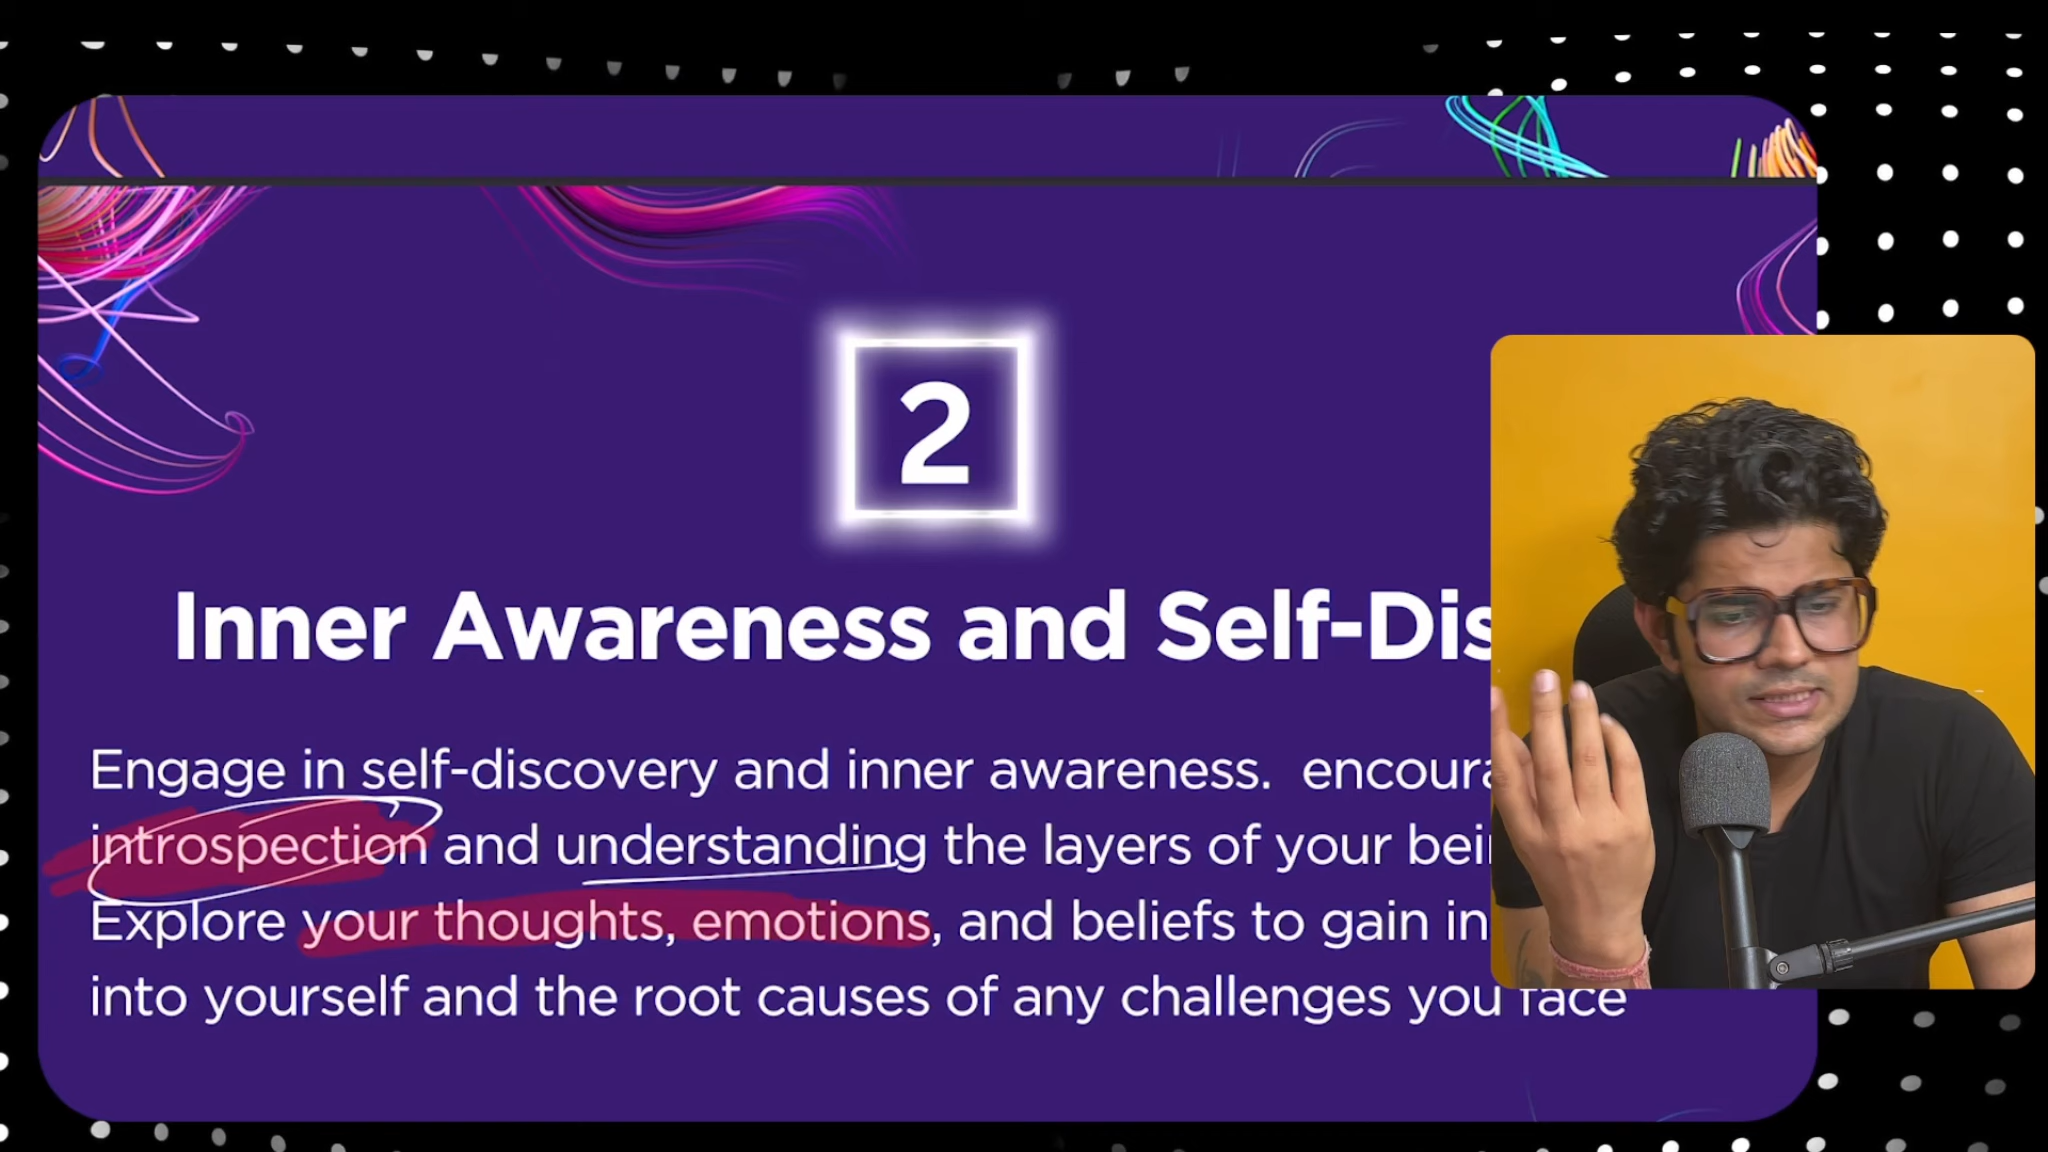 2
Inner Awareness and Self-Dis
Engage in self-discovery and inner awareness. encoura
introspection and understanding the layers of your bei
Explore your thoughts, emotions, and beliefs to gain in
into yourself and the root causes of any challenges you face